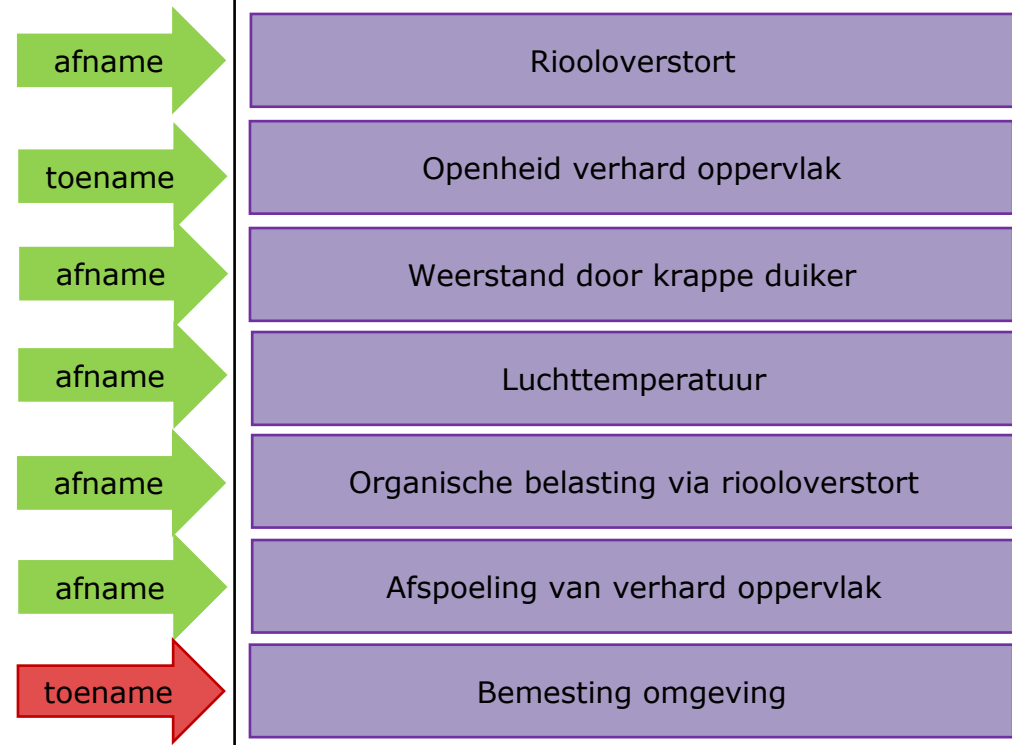 afname Riooloverstort
toename Openheid verhard oppervlak
afname Weerstand door krappe duiker
afname Luchttemperatuur
afname Organische belasting via riooloverstort
afname Afspoeling van verhard oppervlak
toename Bemesting omgeving